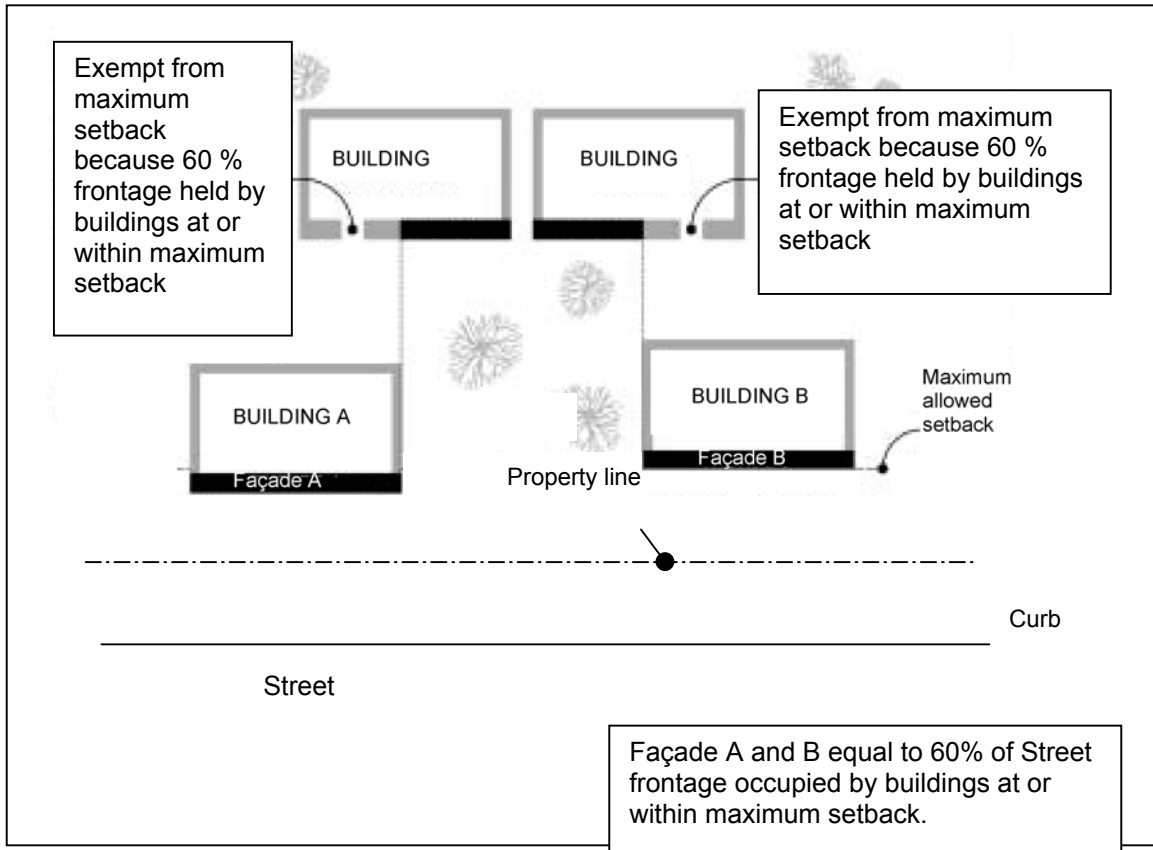 Exempt from
maximum
setback
because 60 %
frontage held by
buildings at or
within maximum
setback
BUILDING
BUILDING
Exempt from maximum
setback because 60 %
frontage held by buildings
at or within maximum
setback
BUILDING A
Façade A
BUILDING B
Façade B
Maximum
allowed
setback
Property line
Curb
Street
Façade A and B equal to 60% of Street
frontage occupied by buildings at or
within maximum setback.